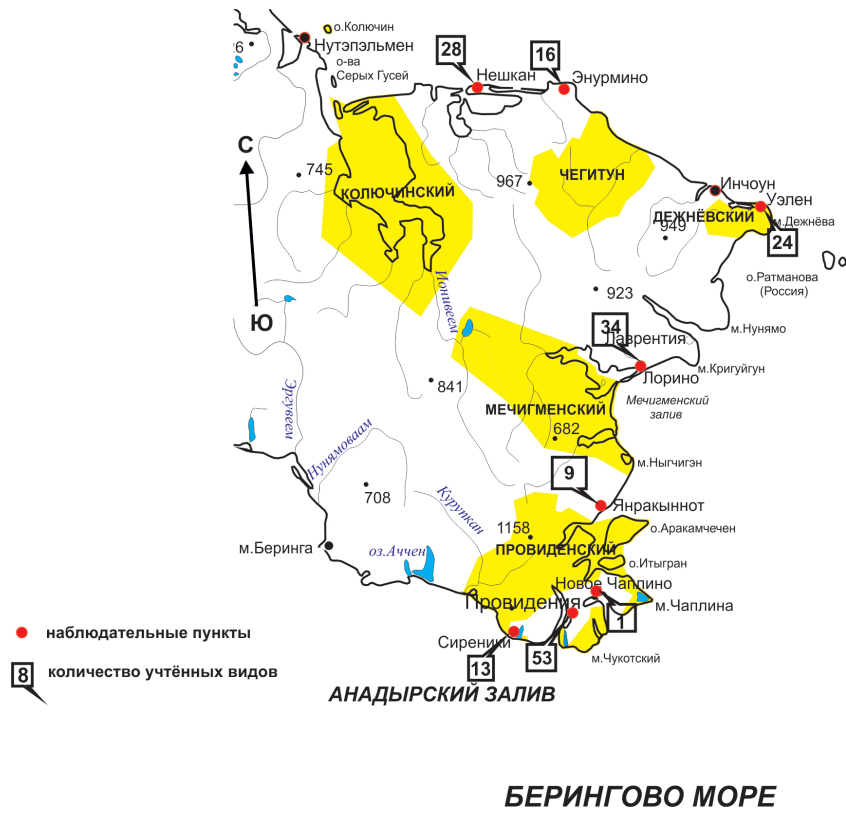 о.Колючин
26
Нутэпэльмен
о-ва
Серых Гусей
28
Нешкан
16
Энурмино
С
745
КОЛЮЧИНСКИЙ
967
ЧЕГИТУН
Инчоун
Уэлен
ДЕЖНЁВСКИЙ
м.Дежнёва
949
24
о.Ратманова
(Россия)
Ионивеем
923
Ю
34
Лаврентия
м.Нунямо
м.Кригуйгун
Лорино
841
Эргувеем
МЕЧИГМЕНСКИЙ
Мечигменский
залив
682
Нунямоваам
м.Ныгчигэн
9
708
Курупкан
Янракыннот
1158
о.Аракамчечен
м.Беринга
оз.Аччен
ПРОВИДЕНСКИЙ
о.Итыгран
Новое Чаплино
Провидения
м.Чаплина
1
наблюдательные пункты
Сиреники
13
53
м.Чукотский
8
количество учтённых видов
АНАДЫРСКИЙ ЗАЛИВ
БЕРИНГОВО МОРЕ